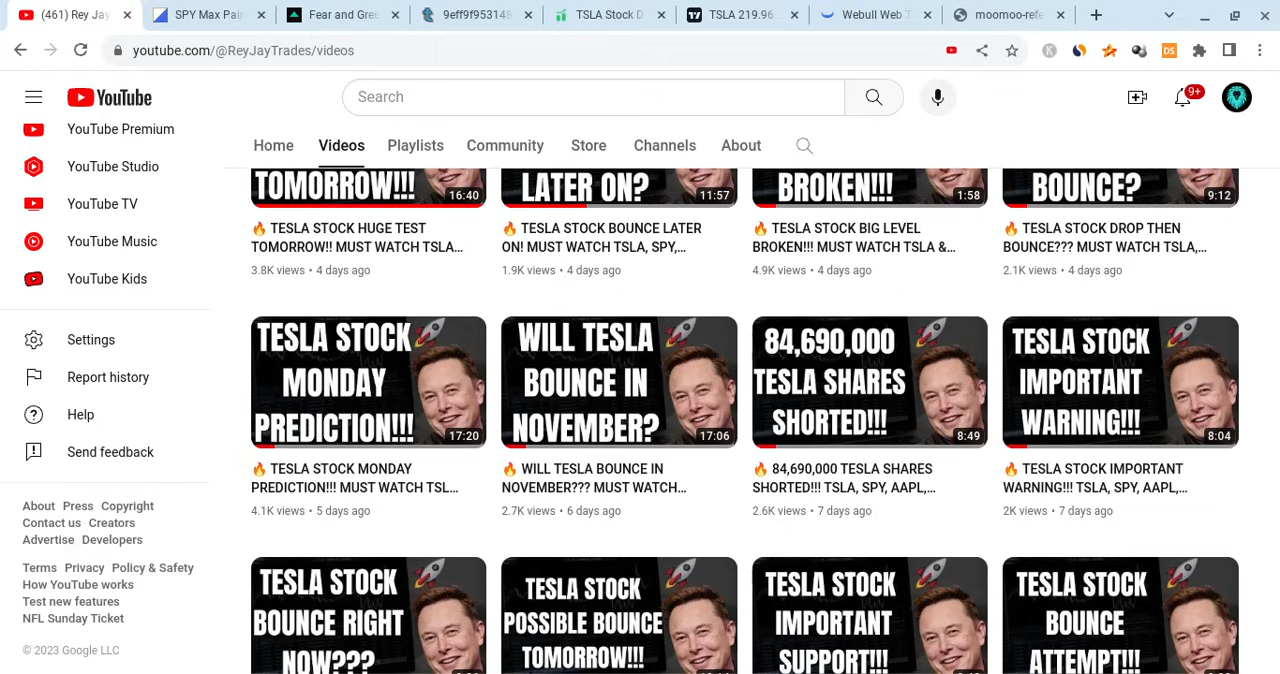 (461) Rey Jay
SPY Max Pain
Fear and Gre
9eff9f953148
TSLA Stock D
TSLA 219.96
Webull Web T
moomoo-refe
youtube.com/@ReyJayTrades/videos
K
DS
YouTube
Search
9+
YouTube Premium
YouTube Studio
YouTube TV
YouTube Music
YouTube Kids
Settings
Report history
Help
Send feedback
About Press Copyright
Contact us Creators
Advertise Developers
Terms Privacy Policy & Safety
How YouTube works
Test new features
NFL Sunday Ticket
© 2023 Google LLC
Home Videos Playlists Community Store Channels About
TOMORROW!!!
16:40
🔥 TESLA STOCK HUGE TEST
TOMORROW!! MUST WATCH TSLA…
3.8K views • 4 days ago
LATER ON?
11:57
🔥 TESLA STOCK BOUNCE LATER
ON! MUST WATCH TSLA, SPY,…
1.9K views • 4 days ago
BROKEN!!!
1:58
🔥 TESLA STOCK BIG LEVEL
BROKEN!!! MUST WATCH TSLA &…
4.9K views • 4 days ago
BOUNCE?
9:12
🔥 TESLA STOCK DROP THEN
BOUNCE??? MUST WATCH TSLA,…
2.1K views • 4 days ago
TESLA STOCK
MONDAY
PREDICTION!!!
17:20
🔥 TESLA STOCK MONDAY
PREDICTION!!! MUST WATCH TSL…
4.1K views • 5 days ago
WILL TESLA
BOUNCE IN
NOVEMBER?
17:06
🔥 WILL TESLA BOUNCE IN
NOVEMBER??? MUST WATCH…
2.7K views • 6 days ago
84,690,000
TESLA SHARES
SHORTED!!!
8:49
🔥 84,690,000 TESLA SHARES
SHORTED!!! TSLA, SPY, AAPL,…
2.6K views • 7 days ago
TESLA STOCK
IMPORTANT
WARNING!!!
8:04
🔥 TESLA STOCK IMPORTANT
WARNING!!! TSLA, SPY, AAPL,…
2K views • 7 days ago
TESLA STOCK
BOUNCE RIGHT
NOW???
TESLA STOCK
POSSIBLE BOUNCE
TOMORROW!!!
TESLA STOCK
IMPORTANT
SUPPORT!!!
TESLA STOCK
BOUNCE
ATTEMPT!!!